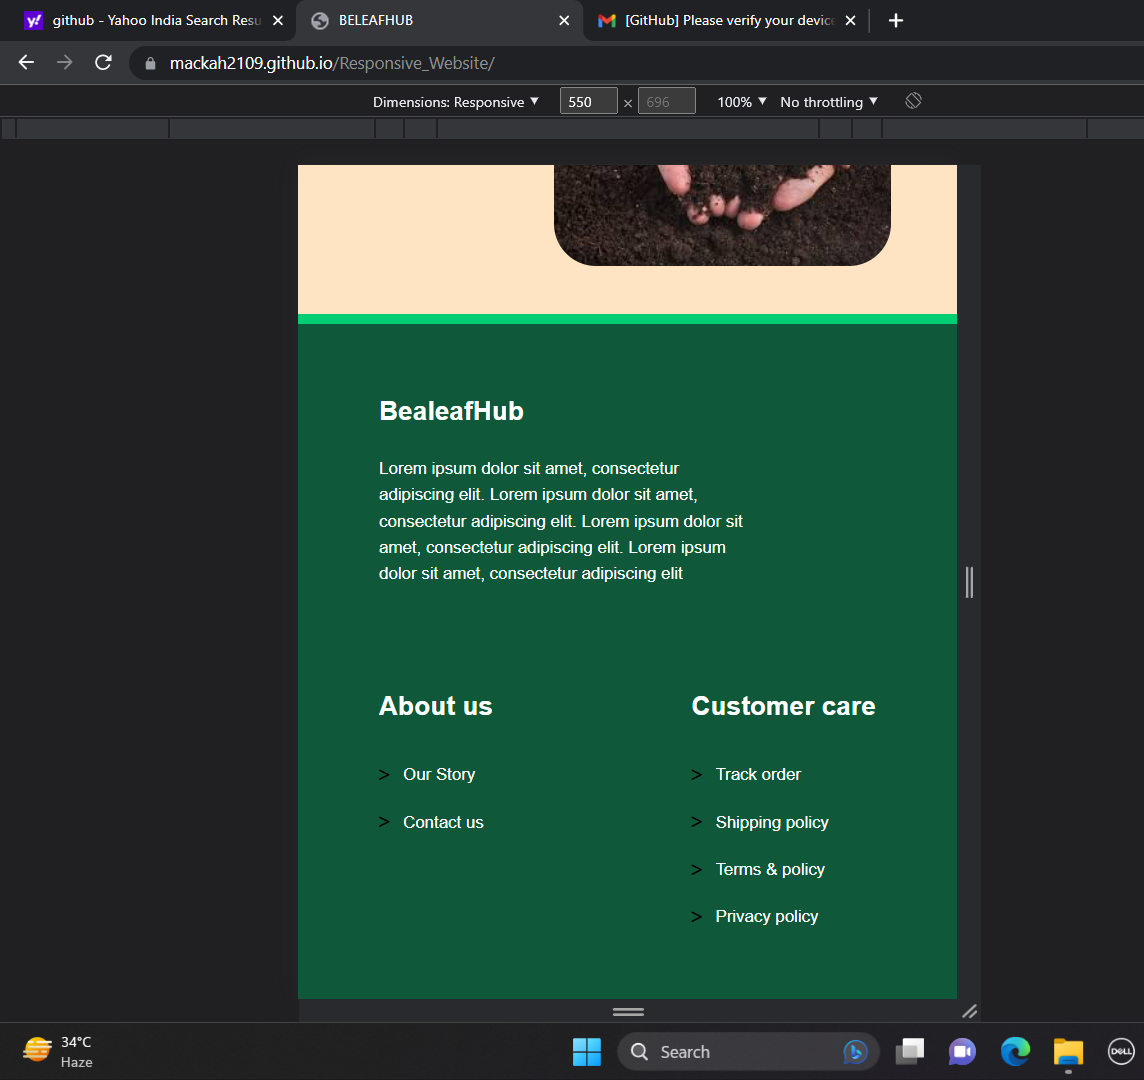 github - Yahoo India Search Resu
BELEAFHUB
[GitHub] Please verify your device
mackah2109.github.io/Responsive_Website/
Dimensions: Responsive 550 × 696 100% No throttling
BealeafHub
Lorem ipsum dolor sit amet, consectetur
adipiscing elit. Lorem ipsum dolor sit amet,
consectetur adipiscing elit. Lorem ipsum dolor sit
amet, consectetur adipiscing elit. Lorem ipsum
dolor sit amet, consectetur adipiscing elit
About us
> Our Story
> Contact us
Customer care
> Track order
> Shipping policy
> Terms & policy
> Privacy policy
34°C
Haze
Search
DELL